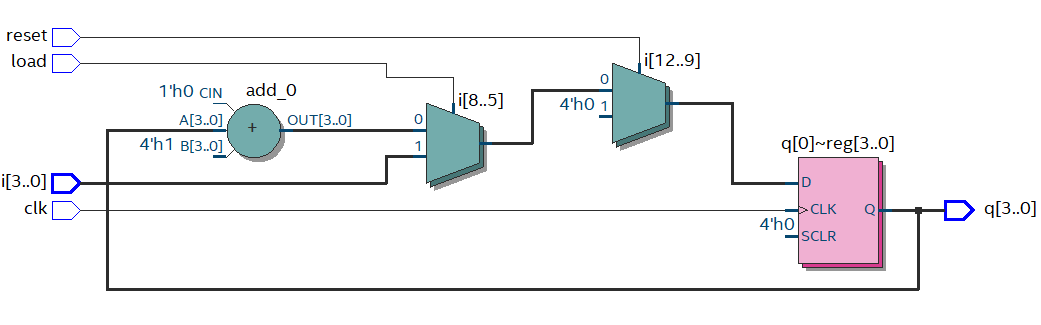 reset
load
i[12..9]
0
4'h0 1
1'h0 CIN
add_0
i[8..5]
A[3..0]
+
OUT[3..0]
0
4'h1 B[3..0]
1
q[0]~reg[3..0]
i[3..0]
D
clk
CLK
Q
q[3..0]
4'h0
SCLR